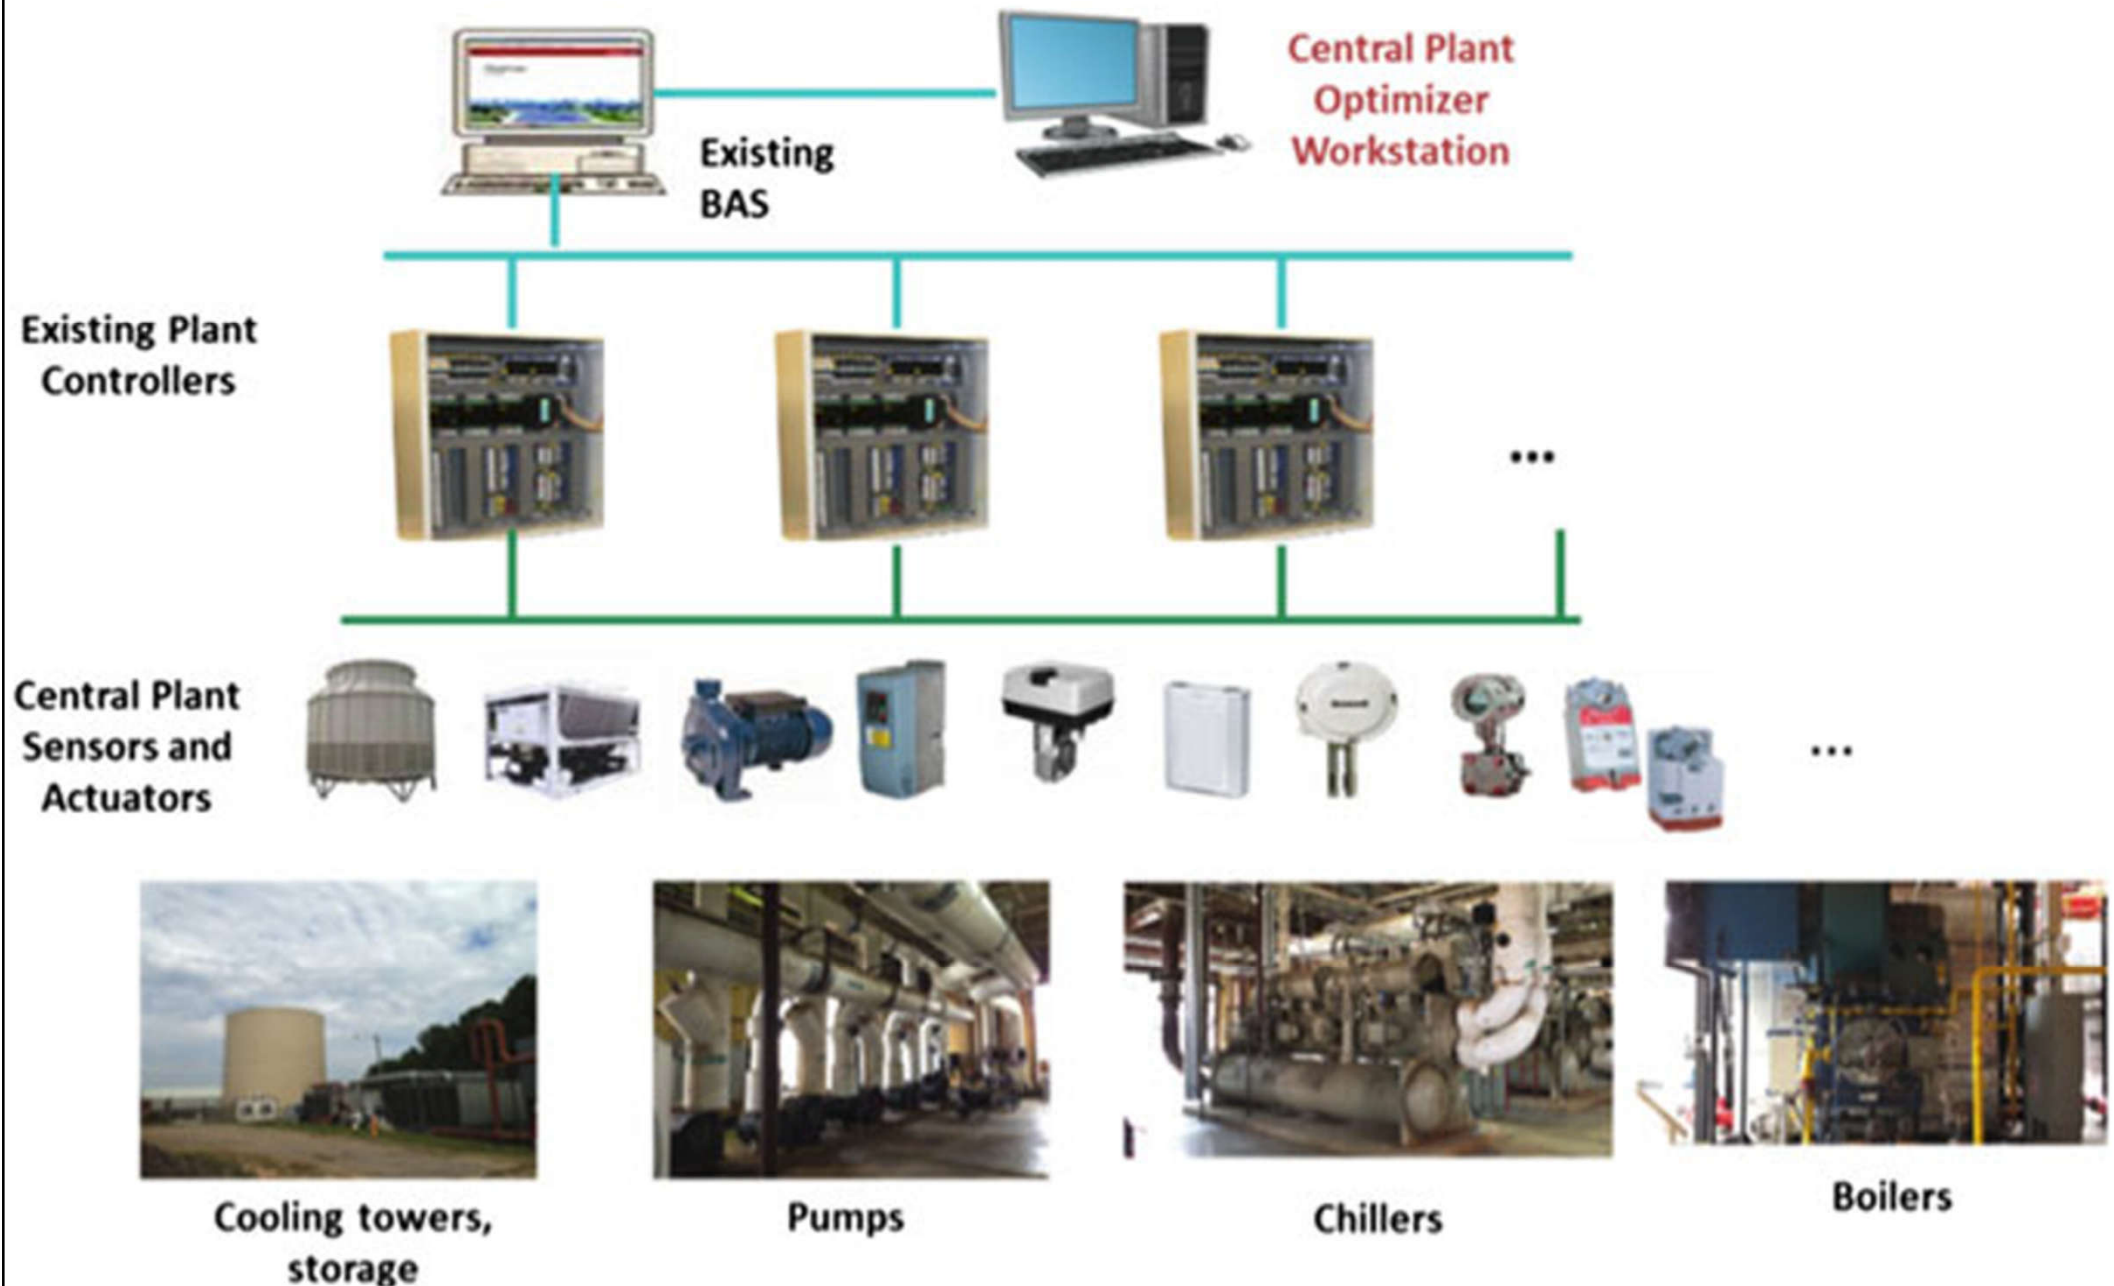 Central Plant
Optimizer
Workstation
Existing
BAS
Existing Plant
Controllers
...
Central Plant
Sensors and
Actuators
...
Cooling towers,
storage
Pumps
Chillers
Boilers